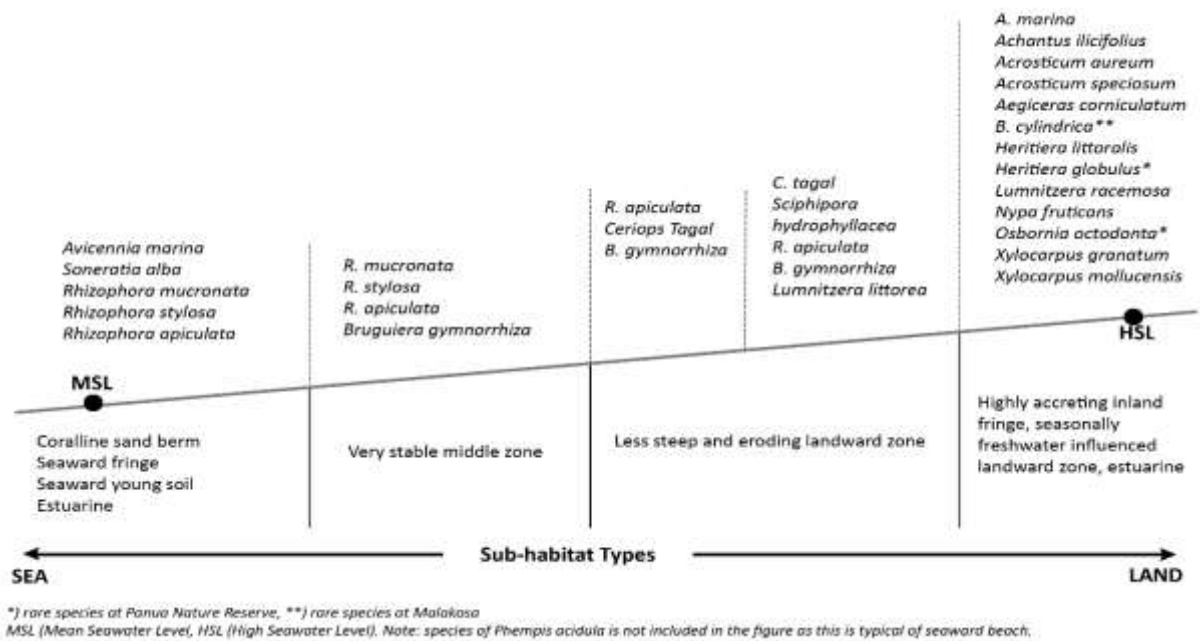 Avicennia marina
Soneratia alba
Rhizophora mucronata
Rhizophora stylosa
Rhizophora apiculata
R. mucronata
R. stylosa
R. apiculata
Bruguiera gymnorrhiza
R. apiculata
Ceriops Tagal
B. gymnorrhiza
C. tagal
Sciphipora
hydrophyllacea
R. apiculata
B. gymnorrhiza
Lumnitzera littorea
A. marina
Achantus ilicifolius
Acrosticum aureum
Acrosticum speciosum
Aegiceras corniculatum
B. cylindrica**
Heritiera littoralis
Heritiera globulus*
Lumnitzera racemosa
Nypa fruticans
Osbornia octodonta*
Xylocarpus granatum
Xylocarpus mollucensis
MSL
HSL
Coralline sand berm
Seaward fringe
Seaward young soil
Estuarine
Very stable middle zone
Less steep and eroding landward zone
Highly accreting inland
fringe, seasonally
freshwater influenced
landward zone, estuarine
Sub-habitat Types
SEA
LAND
*) rare species at Panua Nature Reserve, **) rare species at Malakosa
MSL (Mean Seawater Level, HSL (High Seawater Level). Note: species of Phempis acidula is not included in the figure as this is typical of seaward beach.